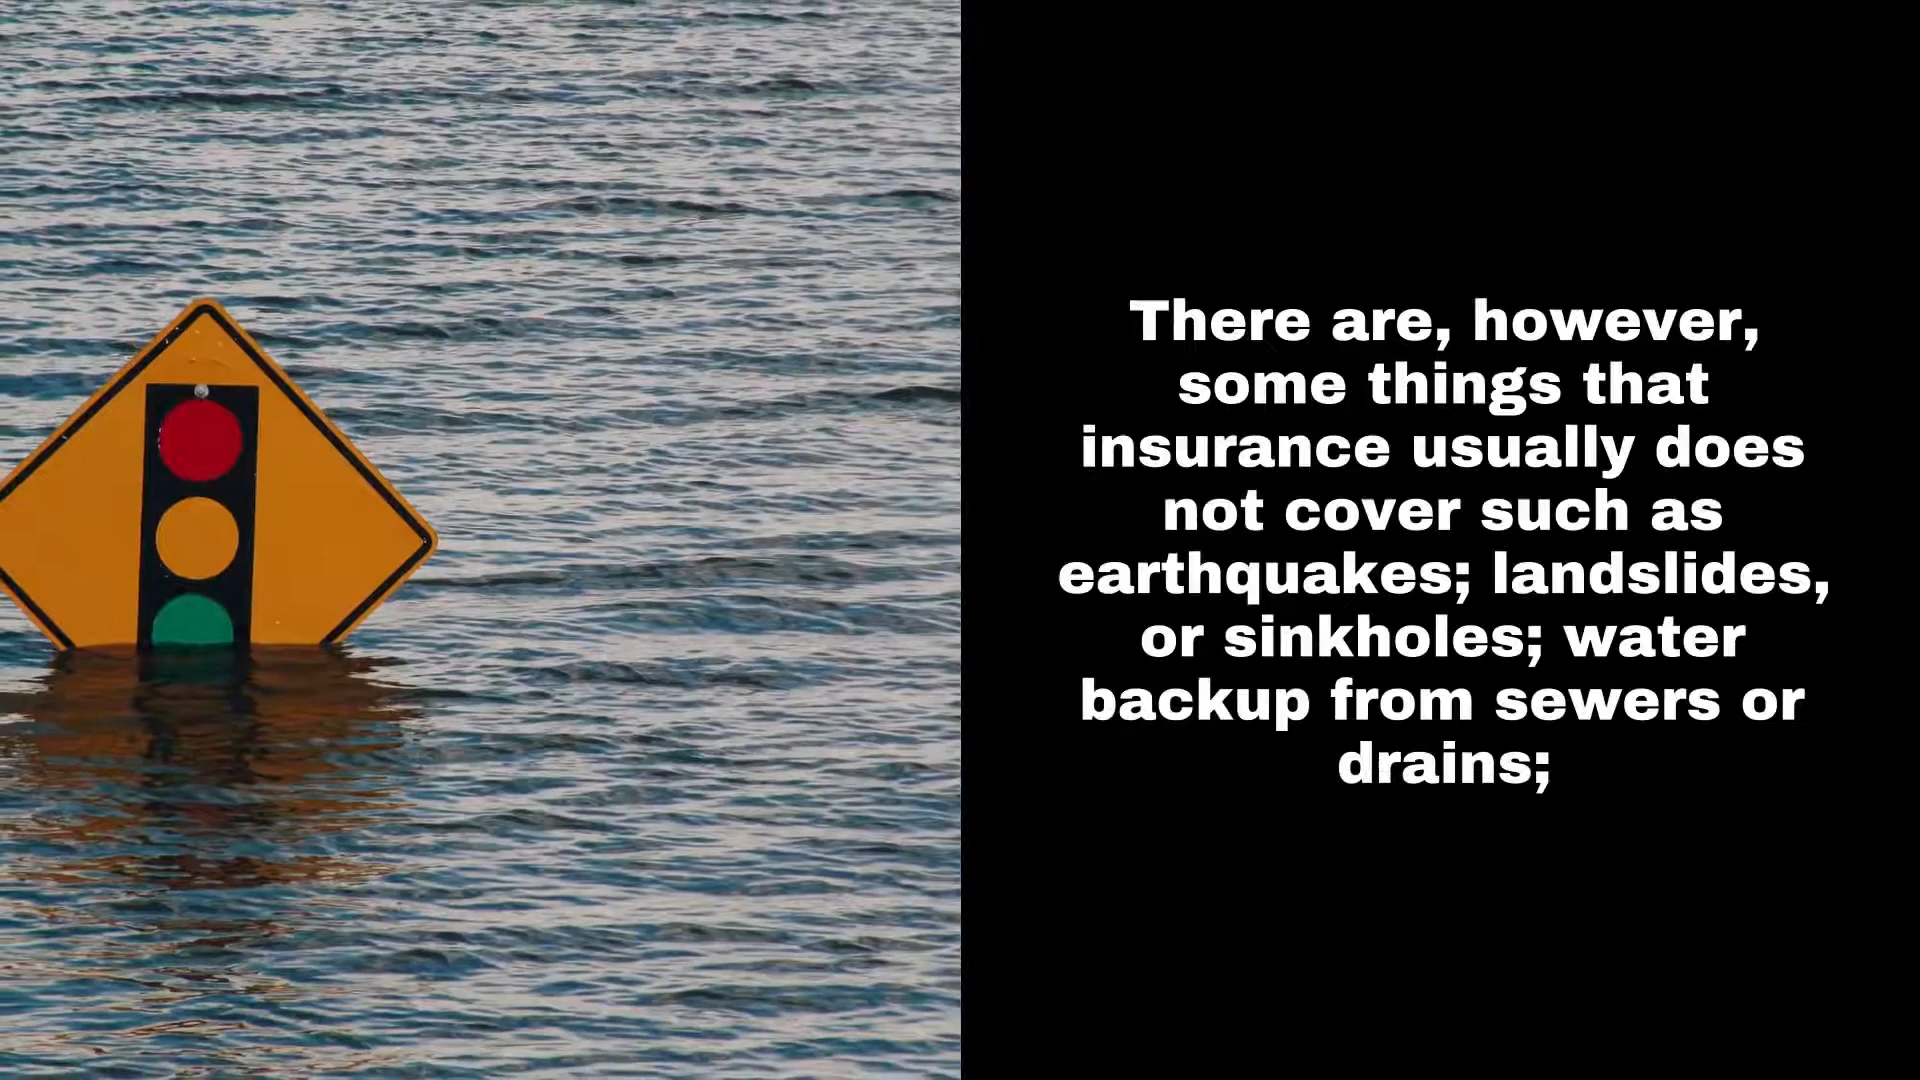 There are, however,
some things that
insurance usually does
not cover such as
earthquakes; landslides,
or sinkholes; water
backup from sewers or
drains;